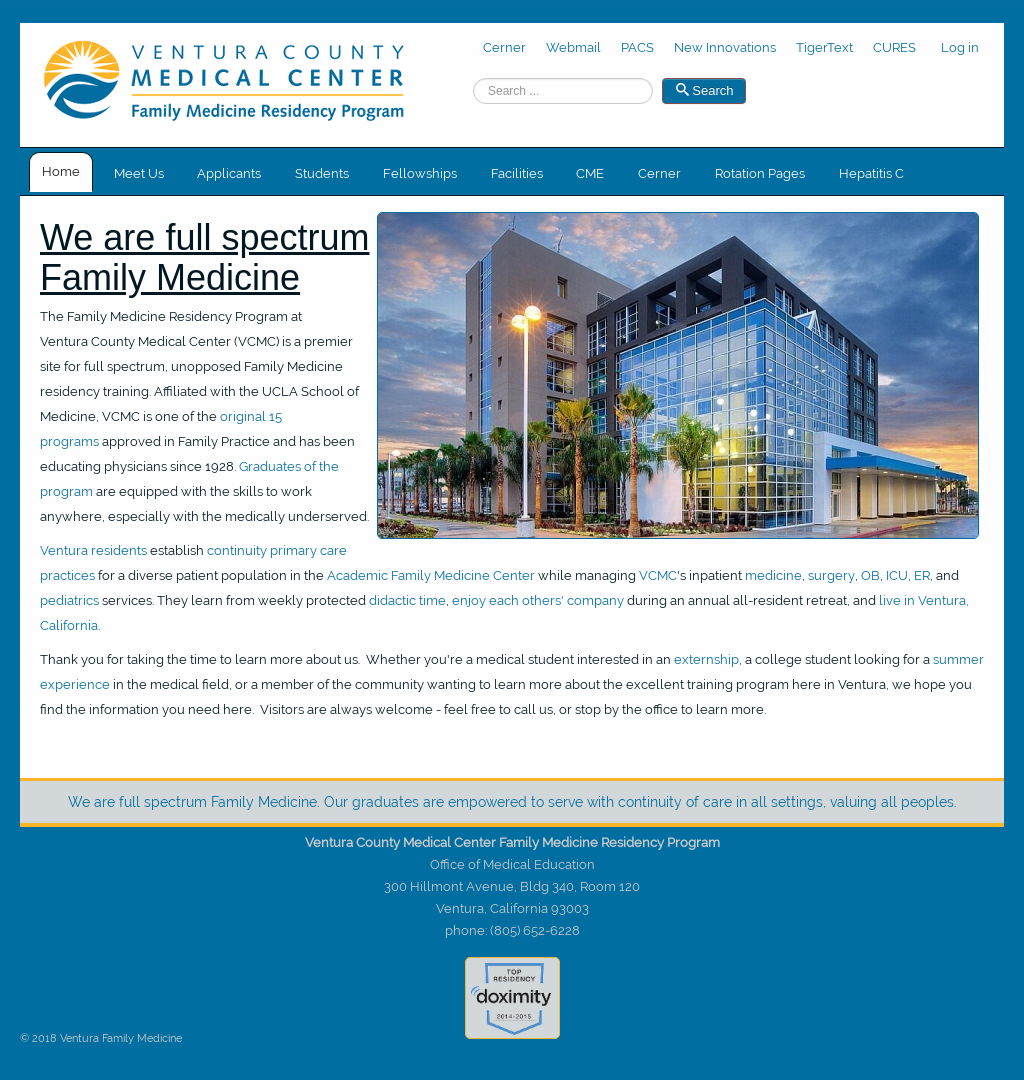 VENTURA COUNTY
MEDICAL CENTER
Family Medicine Residency Program
Cerner Webmail PACS New Innovations TigerText CURES Log in
Search ... Search
Home Meet Us Applicants Students Fellowships Facilities CME Cerner Rotation Pages Hepatitis C
We are full spectrum
Family Medicine
The Family Medicine Residency Program at
Ventura County Medical Center (VCMC) is a premier
site for full spectrum, unopposed Family Medicine
residency training. Affiliated with the UCLA School of
Medicine, VCMC is one of the original 15
programs approved in Family Practice and has been
educating physicians since 1928. Graduates of the
program are equipped with the skills to work
anywhere, especially with the medically underserved.
Ventura residents establish continuity primary care
practices for a diverse patient population in the Academic Family Medicine Center while managing VCMC's inpatient medicine, surgery, OB, ICU, ER, and
pediatrics services. They learn from weekly protected didactic time, enjoy each others' company during an annual all-resident retreat, and live in Ventura,
California.
Thank you for taking the time to learn more about us.  Whether you're a medical student interested in an externship, a college student looking for a summer
experience in the medical field, or a member of the community wanting to learn more about the excellent training program here in Ventura, we hope you
find the information you need here.  Visitors are always welcome - feel free to call us, or stop by the office to learn more.
We are full spectrum Family Medicine. Our graduates are empowered to serve with continuity of care in all settings, valuing all peoples.
Ventura County Medical Center Family Medicine Residency Program
Office of Medical Education
300 Hillmont Avenue, Bldg 340, Room 120
Ventura, California 93003
phone: (805) 652-6228
TOP
RESIDENCY
doximity
2014-2015
© 2018 Ventura Family Medicine